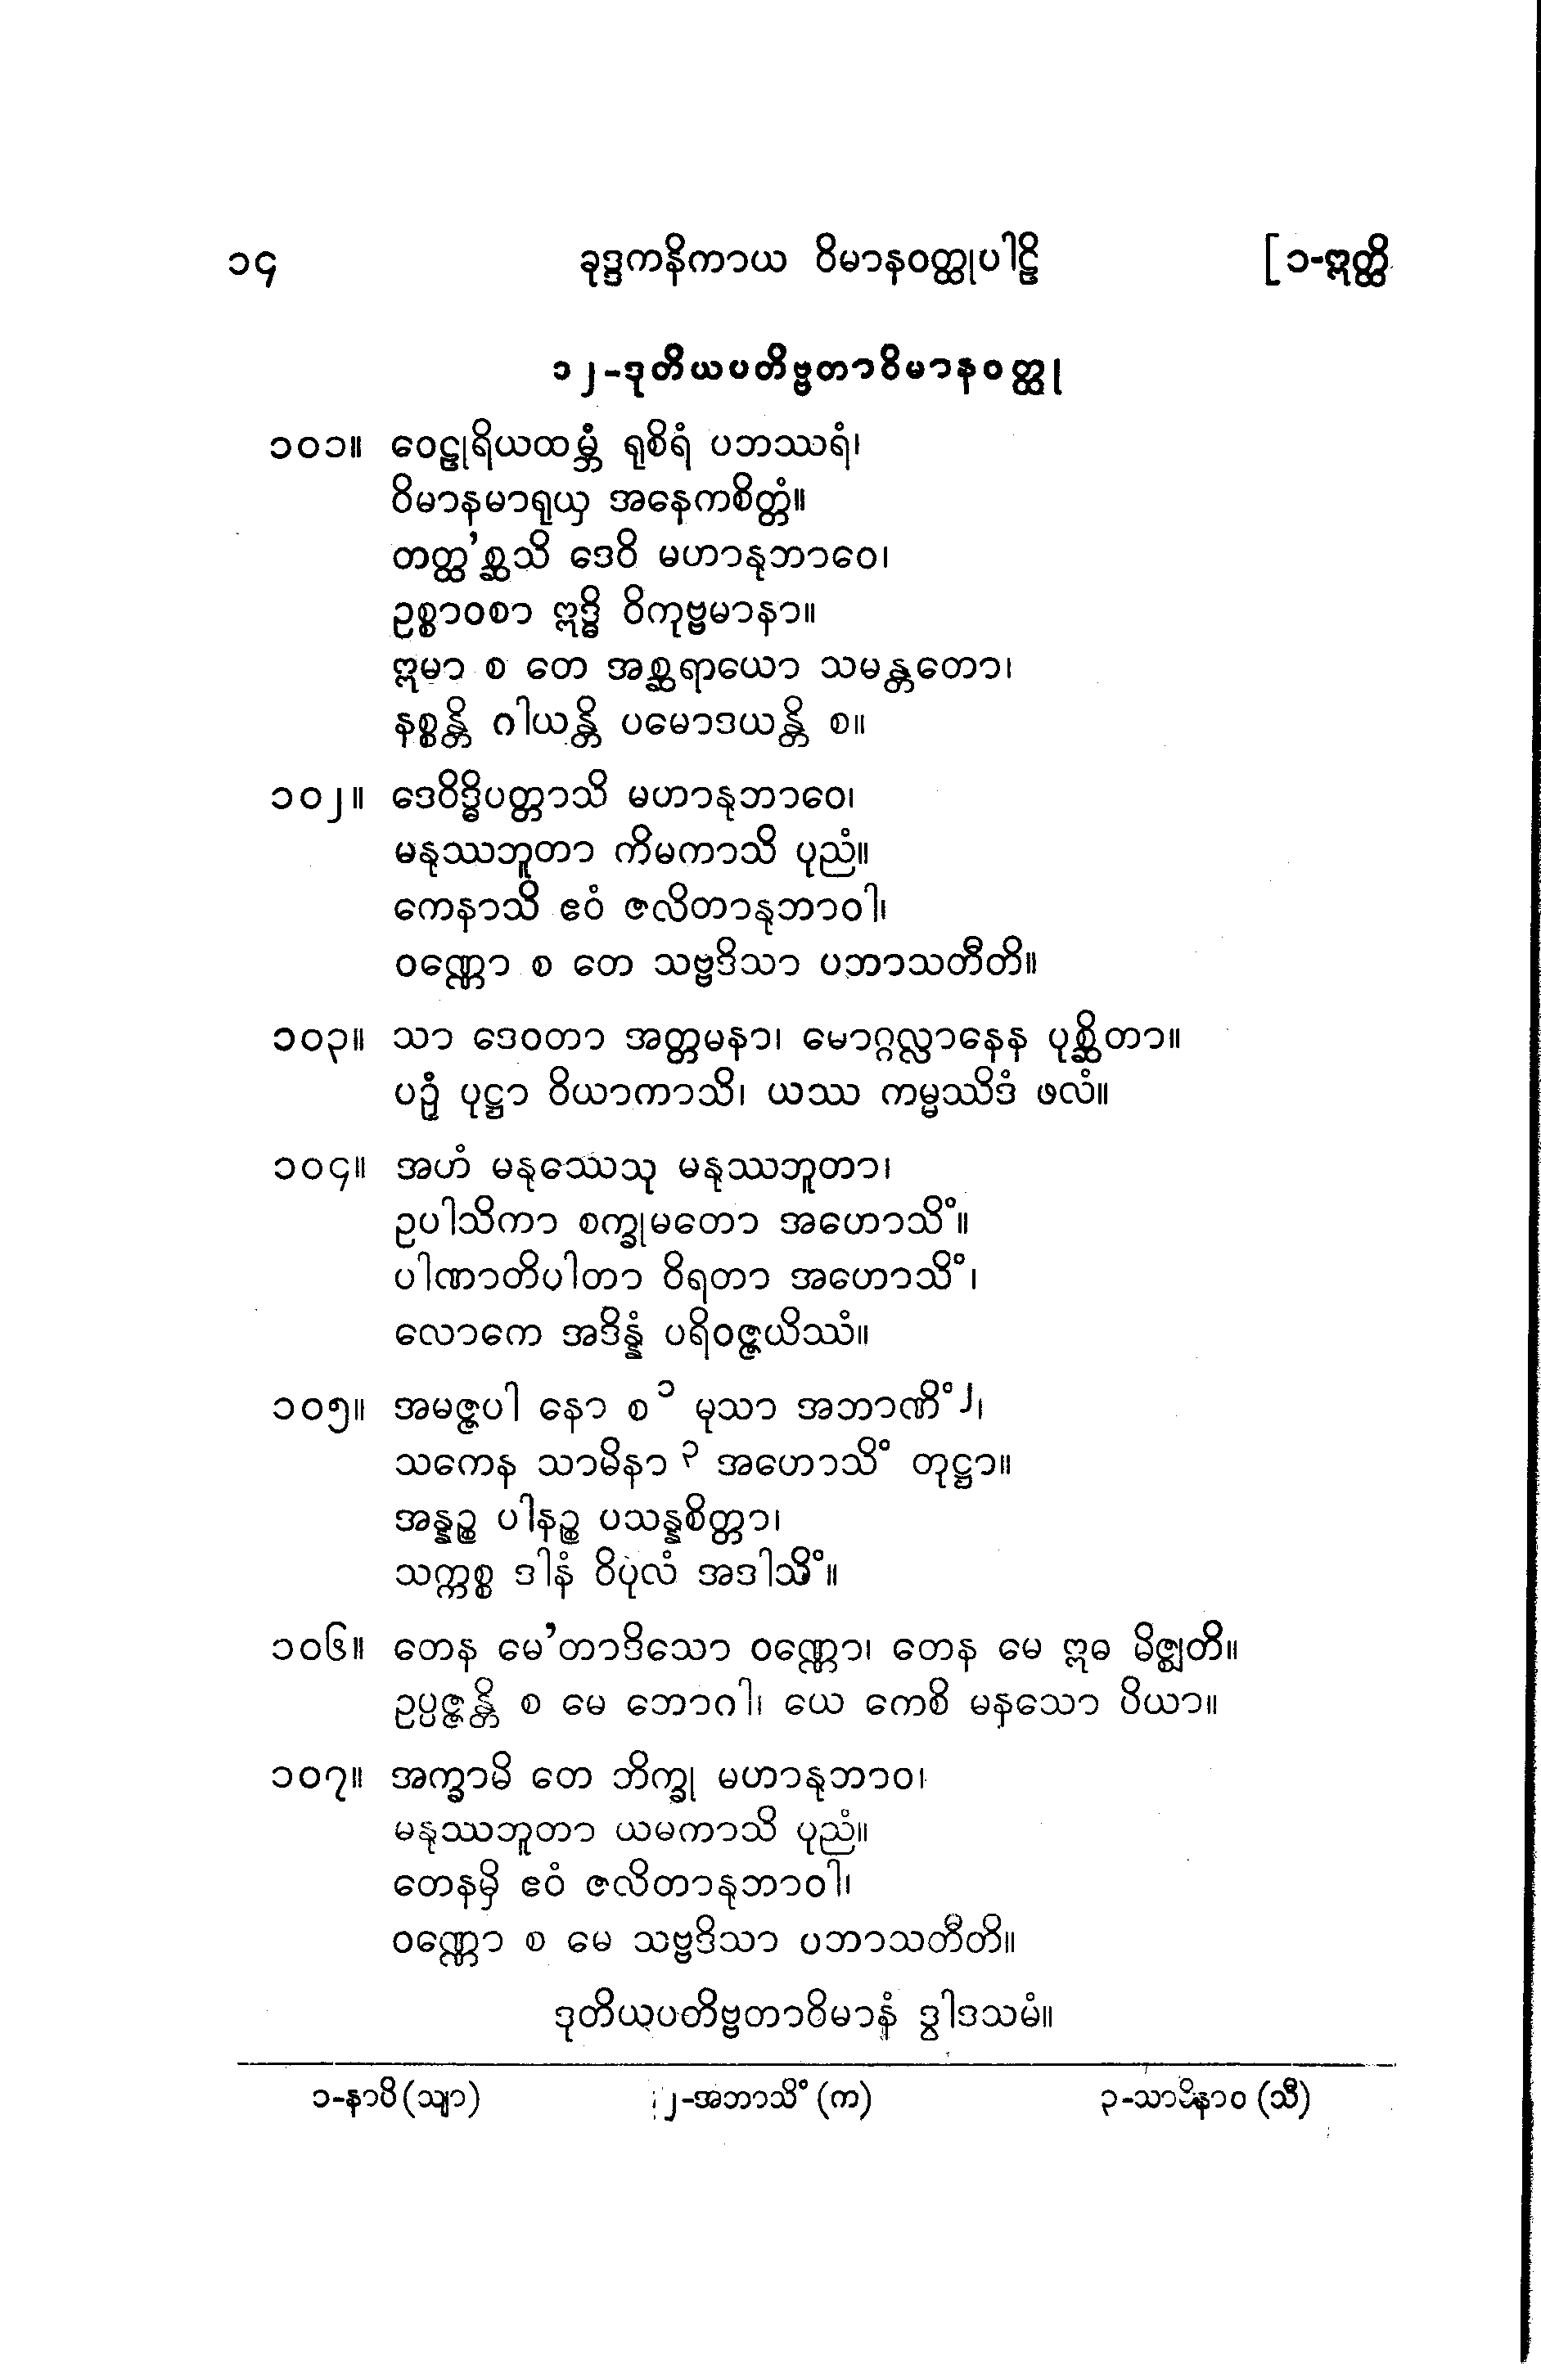 ၁၄ ခုဒ္ဒကနိကာယ ဝိမာနဝတ္ထုပါဠိ [၁-ဣတ္ထိ
၁၂-ဒုတိယပတိဗ္ဗတာဝိမာနဝတ္ထု
၁၀၁။ ဝေဠုရိယထမ္ဘံ ရုစိရံ ပဘဿရံ၊
ဝိမာနမာရုယှ အနေကစိတ္တံ။
တတ္ထ’စ္ဆသိ ဒေဝိ မဟာနုဘာဝေ၊
ဥစ္စာဝစာ ဣဒ္ဓိ ဝိကုဗ္ဗမာနာ။
ဣမာ စ တေ အစ္ဆရာယော သမန္တတော၊
နစ္စန္တိ ဂါယန္တိ ပမောဒယန္တိ စ။
၁၀၂။ ဒေဝိဒ္ဓိပတ္တာသိ မဟာနုဘာဝေ၊
မနုဿဘူတာ ကိမကာသိ ပုညံ။
ကေနာသိ ဧဝံ ဇလိတာနုဘာဝါ၊
ဝဏ္ဏော စ တေ သဗ္ဗဒိသာ ပဘာသတီတိ။
၁၀၃။ သာ ဒေဝတာ အတ္တမနာ၊ မောဂ္ဂလ္လာနေန ပုစ္ဆိတာ။
ပဉှံ ပုဋ္ဌာ ဝိယာကာသိ၊ ယဿ ကမ္မဿိဒံ ဖလံ။
၁၀၄။ အဟံ မနုဿေသု မနုဿဘူတာ၊
ဥပါသိကာ စက္ခုမတော အဟောသိံ။
ပါဏာတိပါတာ ဝိရတာ အဟောသိံ၊
လောကေ အဒိန္နံ ပရိဝဇ္ဇယိဿံ။
၁၀၅။ အမဇ္ဇပါ နော စ ၁ မုသာ အဘာဏိံ ၂၊
သကေန သာမိနာ ၃ အဟောသိံ တုဋ္ဌာ။
အန္နဉ္စ ပါနဉ္စ ပသန္နစိတ္တာ၊
သက္ကစ္စ ဒါနံ ဝိပုလံ အဒါသိံ။
၁၀၆။ တေန မေ’တာဒိသော ဝဏ္ဏော၊ တေန မေ ဣဓ မိဇ္ဈတိ။
ဥပ္ပဇ္ဇန္တိ စ မေ ဘောဂါ၊ ယေ ကေစိ မနသော ပိယာ။
၁၀၇။ အက္ခာမိ တေ ဘိက္ခု မဟာနုဘာဝ၊
မနုဿဘူတာ ယမကာသိ ပုညံ။
တေနမှိ ဧဝံ ဇလိတာနုဘာဝါ၊
ဝဏ္ဏော စ မေ သဗ္ဗဒိသာ ပဘာသတီတိ။
ဒုတိယပတိဗ္ဗတာဝိမာနံ ဒွါဒသမံ။
၁-နာပိ (သျာ) ၂-အဘာသိံ (က) ၃-သာမိနာဝ (သီ)